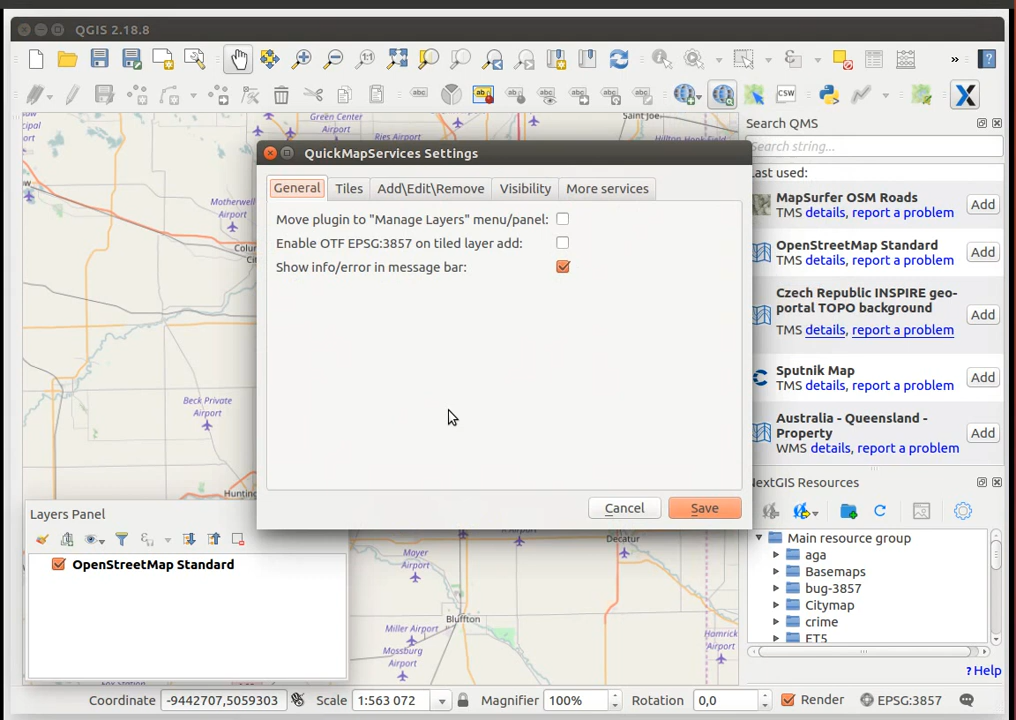 QGIS 2.18.8
CSW
Green Center
Airport
Ries Airport
Saint Joe
Motherwell
Airport
Beck Private
Airport
Search QMS
Search string...
Last used:
MapSurfer OSM Roads
TMS details, report a problem
Add
OpenStreetMap Standard
TMS details, report a problem
Add
Czech Republic INSPIRE geo-
portal TOPO background
TMS details, report a problem
Add
Sputnik Map
TMS details, report a problem
Add
Australia - Queensland -
Property
WMS details, report a problem
Add
QuickMapServices Settings
General
Tiles
Add\Edit\Remove
Visibility
More services
Move plugin to "Manage Layers" menu/panel:
Enable OTF EPSG:3857 on tiled layer add:
Show info/error in message bar:
Cancel
Save
NextGIS Resources
Main resource group
aga
Basemaps
bug-3857
Citymap
crime
FT5
? Help
Layers Panel
OpenStreetMap Standard
Airport
Decatur
Moyer
Airport
Bluffton
Miller Airport
Mossburg
Airport
Hamrick
Airport
Coordinate
-9442707,5059303
Scale
1:563 072
Magnifier
100%
Rotation
0,0
Render
EPSG:3857